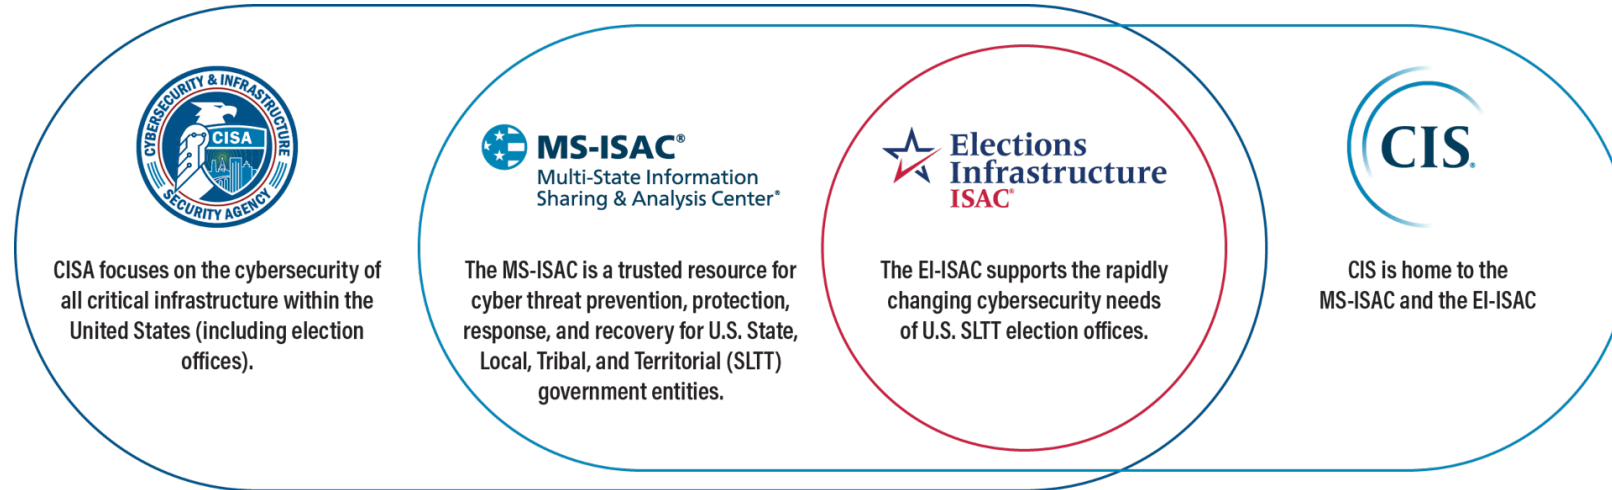 CYBERSECURITY & INFRASTRUCTURE
SECURITY AGENCY
CISA
CISA focuses on the cybersecurity of
all critical infrastructure within the
United States (including election
offices).
MS-ISAC®
Multi-State Information
Sharing & Analysis Center®
The MS-ISAC is a trusted resource for
cyber threat prevention, protection,
response, and recovery for U.S. State,
Local, Tribal, and Territorial (SLTT)
government entities.
Elections
Infrastructure
ISAC®
The EI-ISAC supports the rapidly
changing cybersecurity needs
of U.S. SLTT election offices.
CIS®
CIS is home to the
MS-ISAC and the EI-ISAC